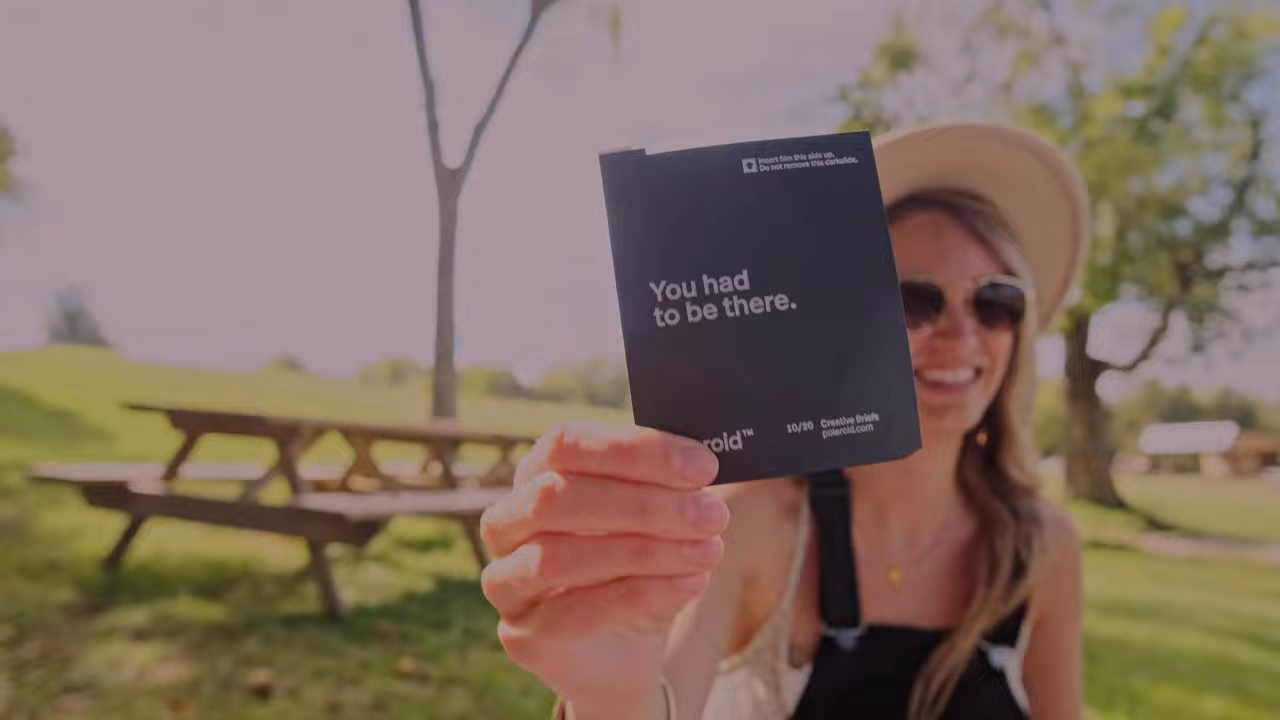 Insert film this side up.
Do not remove this darkslide.
You had
to be there.
roid™
10/20 Creative Briefs
polaroid.com